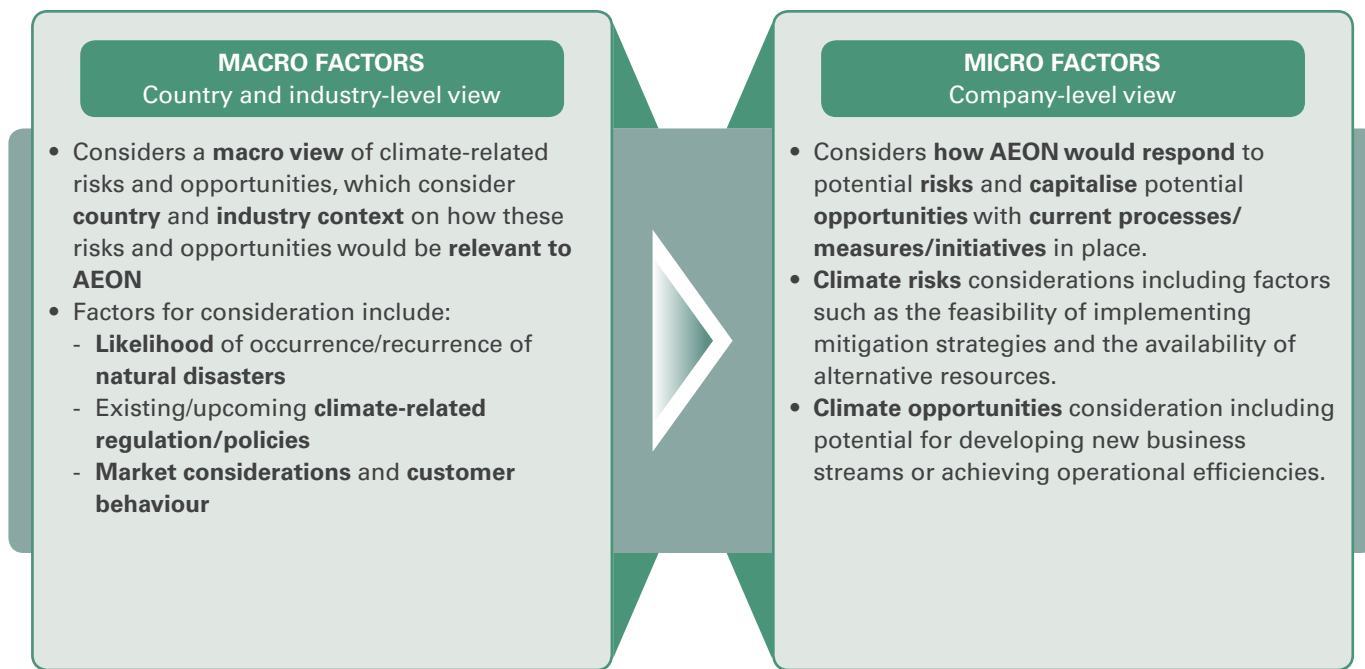 MACRO FACTORS
Country and industry-level view
• Considers a macro view of climate-related
risks and opportunities, which consider
country and industry context on how these
risks and opportunities would be relevant to
AEON
• Factors for consideration include:
- Likelihood of occurrence/recurrence of
natural disasters
- Existing/upcoming climate-related
regulation/policies
- Market considerations and customer
behaviour
MICRO FACTORS
Company-level view
• Considers how AEON would respond to
potential risks and capitalise potential
opportunities with current processes/
measures/initiatives in place.
• Climate risks considerations including factors
such as the feasibility of implementing
mitigation strategies and the availability of
alternative resources.
• Climate opportunities consideration including
potential for developing new business
streams or achieving operational efficiencies.